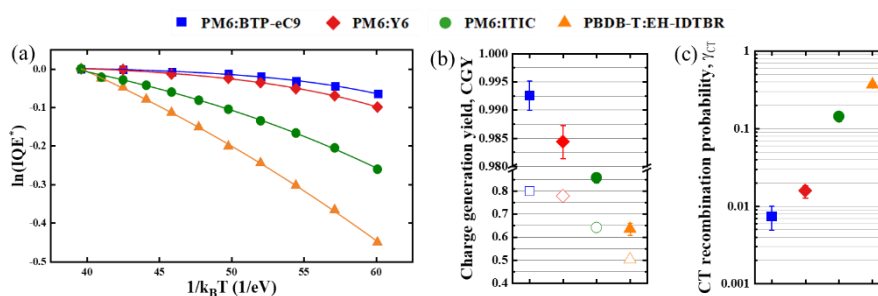 PM6:BTP-eC9 PM6:Y6 PM6:ITIC PBDB-T:EH-IDTBR
(a)
0.0
-0.1
-0.2
-0.3
-0.4
-0.5
ln(IQE*)
40 45 50 55 60
1/k_BT (1/eV)
(b)
1.000
0.995
0.990
0.985
0.980
0.8
0.7
0.6
0.5
0.4
Charge generation yield, CGY
(c)
1
0.1
0.01
0.001
CT recombination probability, γ_CT